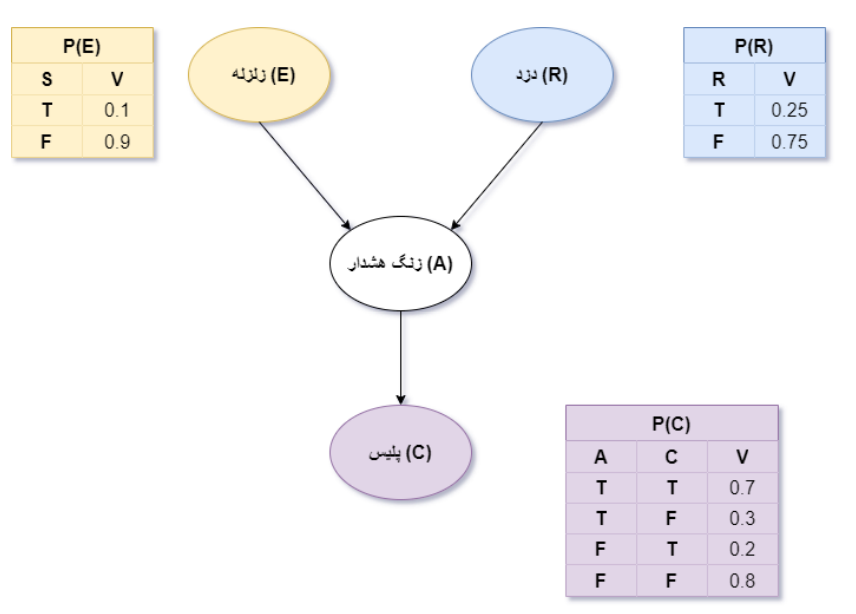 P(E)
S V
T 0.1
F 0.9
زلزله (E)
دزد (R)
P(R)
R V
T 0.25
F 0.75
زنگ هشدار (A)
پلیس (C)
P(C)
A C V
T T 0.7
T F 0.3
F T 0.2
F F 0.8